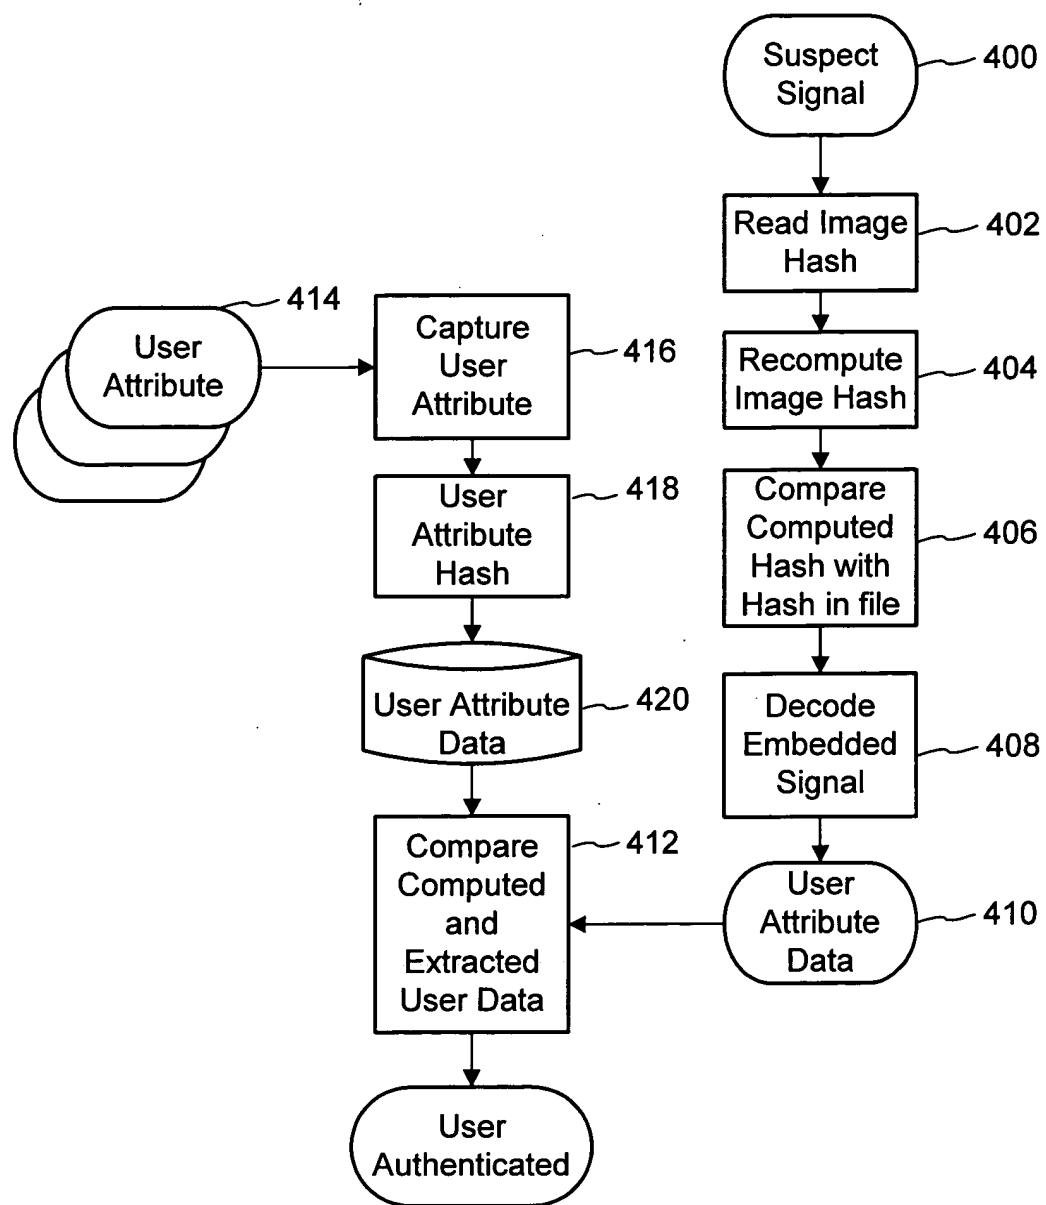 Suspect
Signal
400
Read Image
Hash
402
Recompute
Image Hash
404
Compare
Computed
Hash with
Hash in file
406
Decode
Embedded
Signal
408
User
Attribute
Data
410
User
Attribute
414
Capture
User
Attribute
416
User
Attribute
Hash
418
User Attribute
Data
420
Compare
Computed
and
Extracted
User Data
412
User
Authenticated